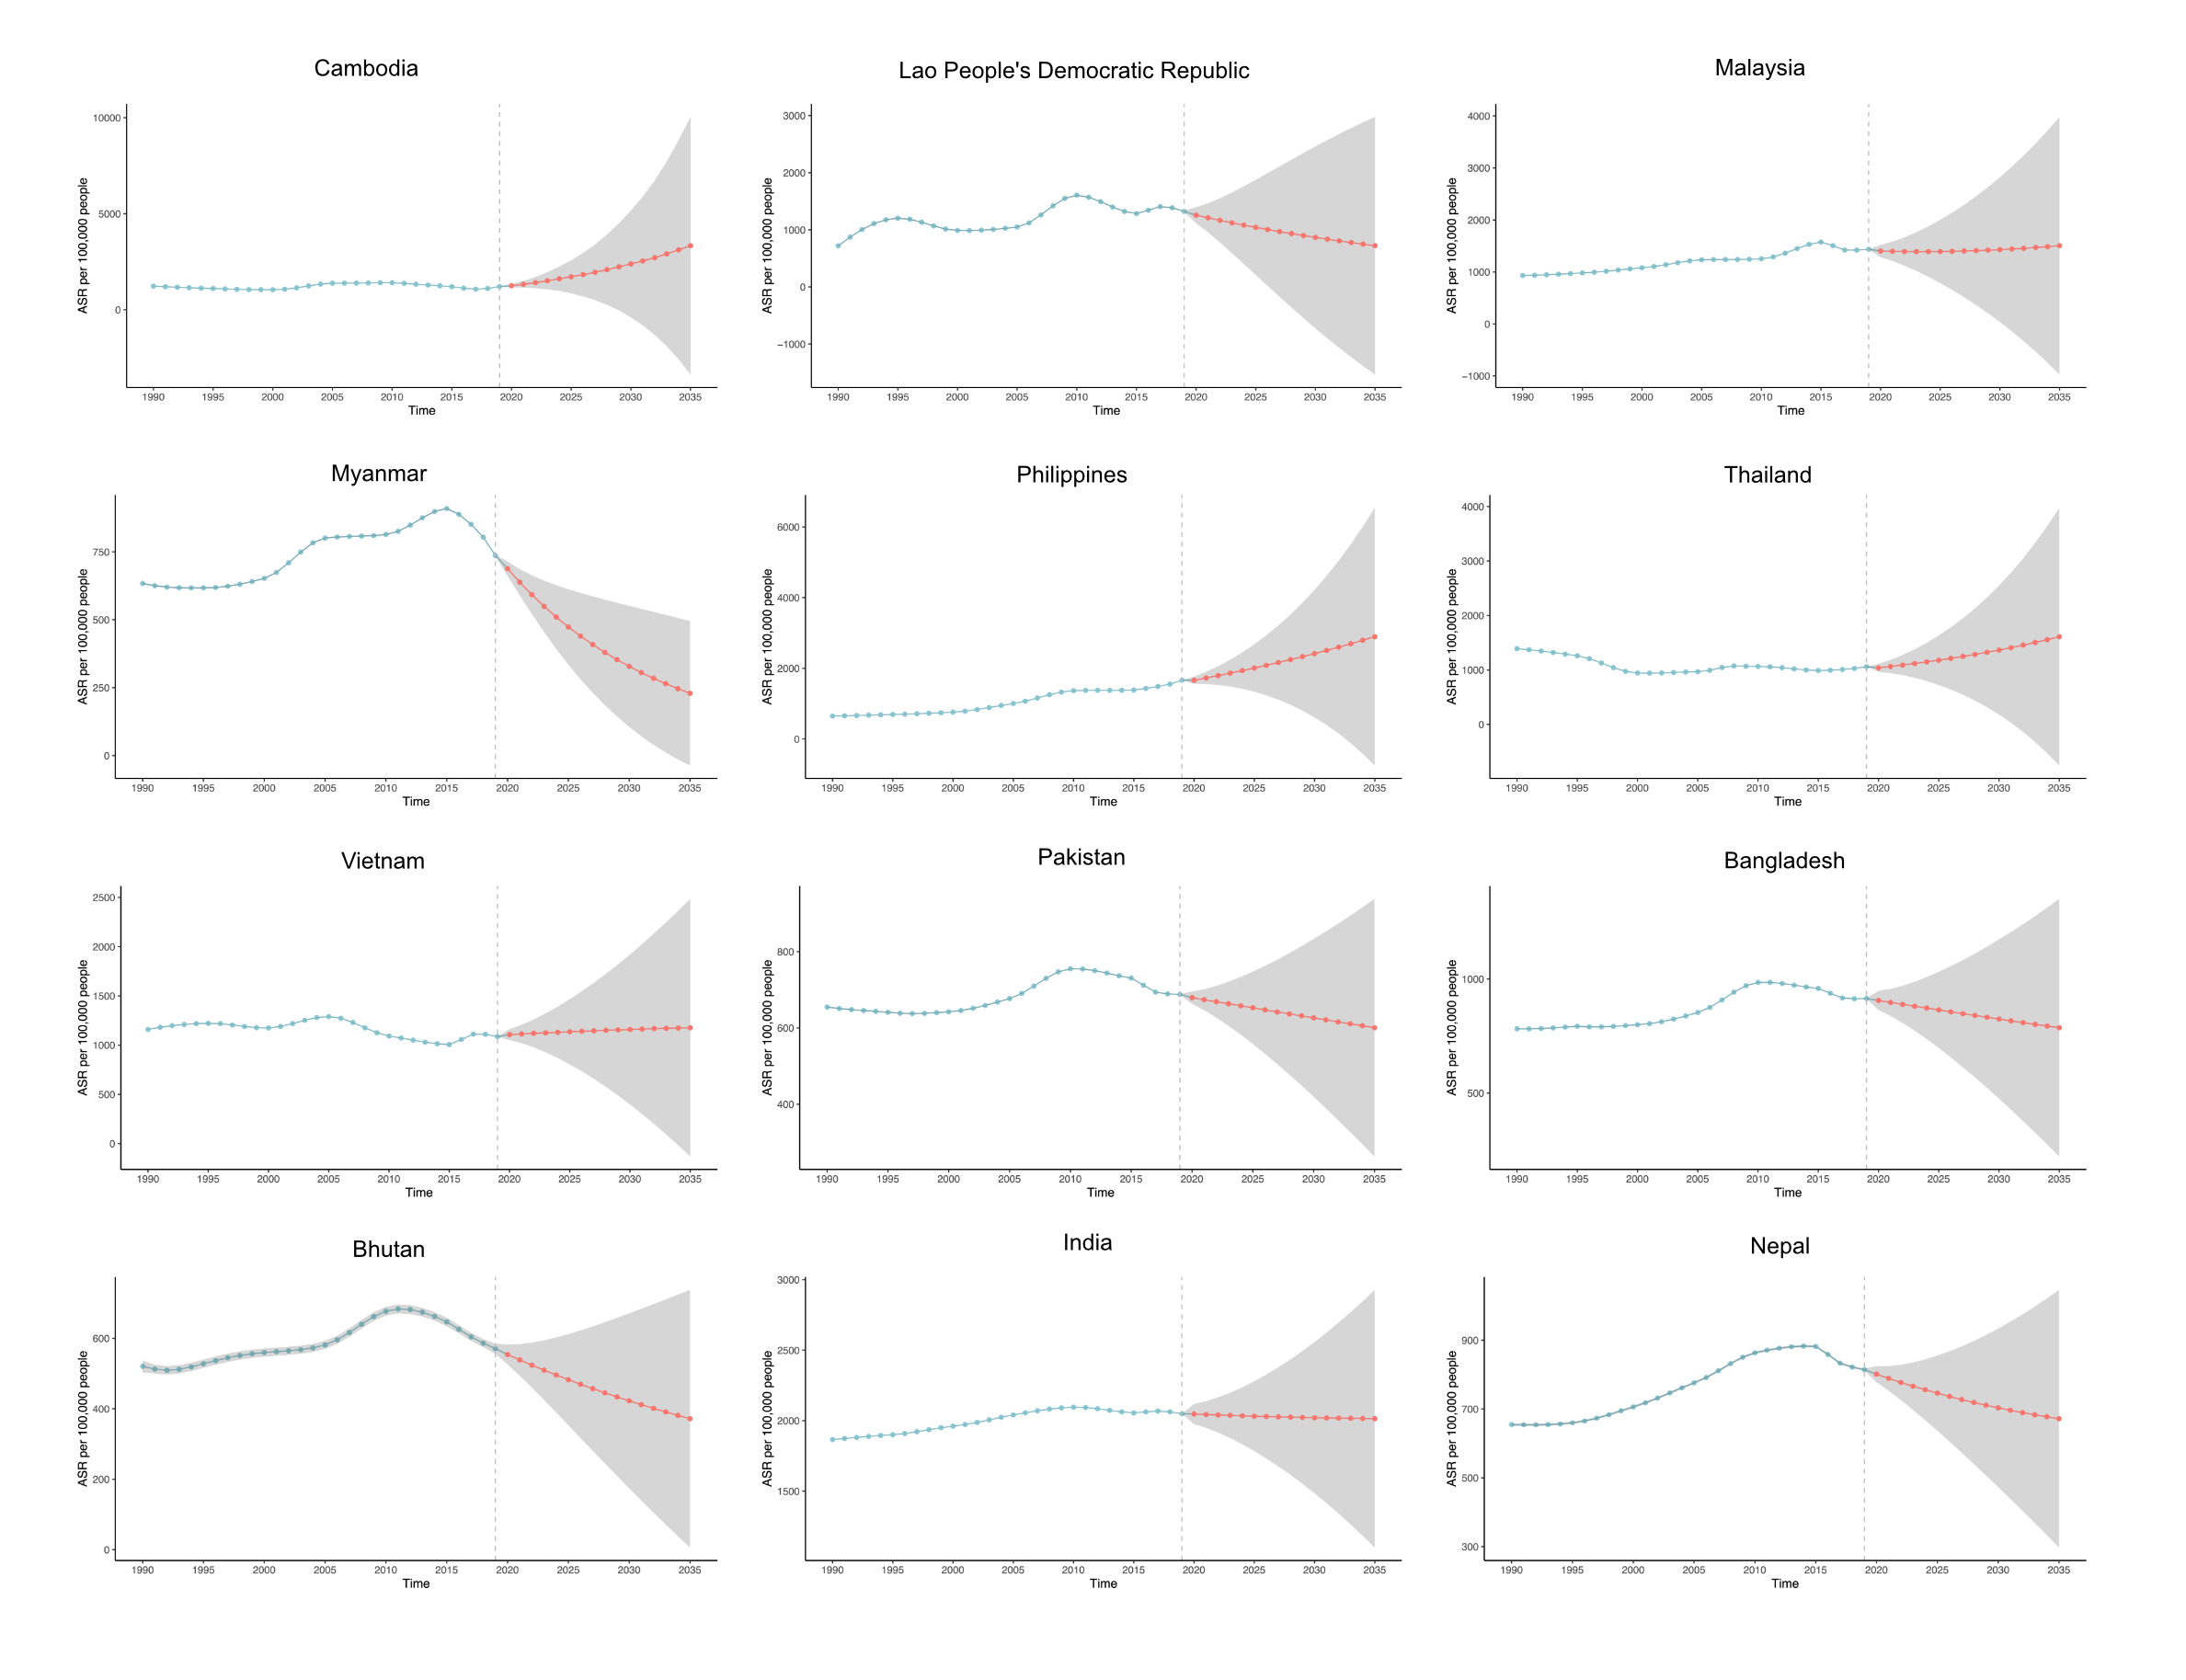 Cambodia
ASR per 100,000 people
10000
5000
0
1990 1995 2000 2005 2010 2015 2020 2025 2030 2035
Time
Lao People's Democratic Republic
ASR per 100,000 people
3000
2000
1000
0
−1000
1990 1995 2000 2005 2010 2015 2020 2025 2030 2035
Time
Malaysia
ASR per 100,000 people
4000
3000
2000
1000
0
−1000
1990 1995 2000 2005 2010 2015 2020 2025 2030 2035
Time
Myanmar
ASR per 100,000 people
750
500
250
0
1990 1995 2000 2005 2010 2015 2020 2025 2030 2035
Time
Philippines
ASR per 100,000 people
6000
4000
2000
0
1990 1995 2000 2005 2010 2015 2020 2025 2030 2035
Time
Thailand
ASR per 100,000 people
4000
3000
2000
1000
0
1990 1995 2000 2005 2010 2015 2020 2025 2030 2035
Time
Vietnam
ASR per 100,000 people
2500
2000
1500
1000
500
0
1990 1995 2000 2005 2010 2015 2020 2025 2030 2035
Time
Pakistan
ASR per 100,000 people
800
600
400
1990 1995 2000 2005 2010 2015 2020 2025 2030 2035
Time
Bangladesh
ASR per 100,000 people
1000
500
1990 1995 2000 2005 2010 2015 2020 2025 2030 2035
Time
Bhutan
ASR per 100,000 people
600
400
200
0
1990 1995 2000 2005 2010 2015 2020 2025 2030 2035
Time
India
ASR per 100,000 people
3000
2500
2000
1500
1990 1995 2000 2005 2010 2015 2020 2025 2030 2035
Time
Nepal
ASR per 100,000 people
900
700
500
300
1990 1995 2000 2005 2010 2015 2020 2025 2030 2035
Time